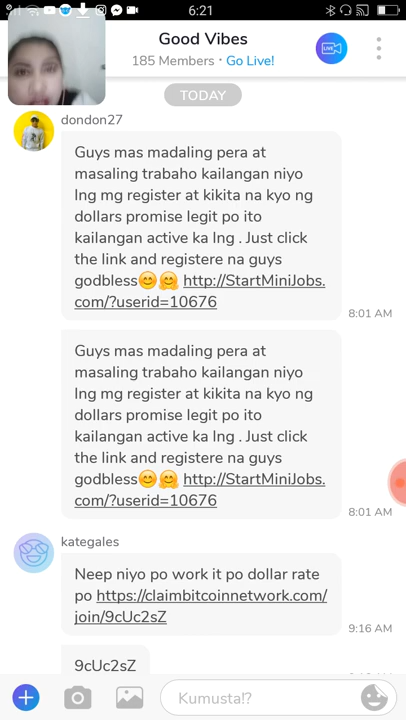 6:21
Good Vibes
185 Members · Go Live!
LIVE
TODAY
dondon27
Guys mas madaling pera at
masaling trabaho kailangan niyo
lng mg register at kikita na kyo ng
dollars promise legit po ito
kailangan active ka lng . Just click
the link and registere na guys
godbless😊🤗 http://StartMiniJobs.
com/?userid=10676
8:01 AM
Guys mas madaling pera at
masaling trabaho kailangan niyo
lng mg register at kikita na kyo ng
dollars promise legit po ito
kailangan active ka lng . Just click
the link and registere na guys
godbless😊🤗 http://StartMiniJobs.
com/?userid=10676
8:01 AM
kategales
Neep niyo po work it po dollar rate
po https://claimbitcoinnetwork.com/
join/9cUc2sZ
9:16 AM
9cUc2sZ
Kumusta!?